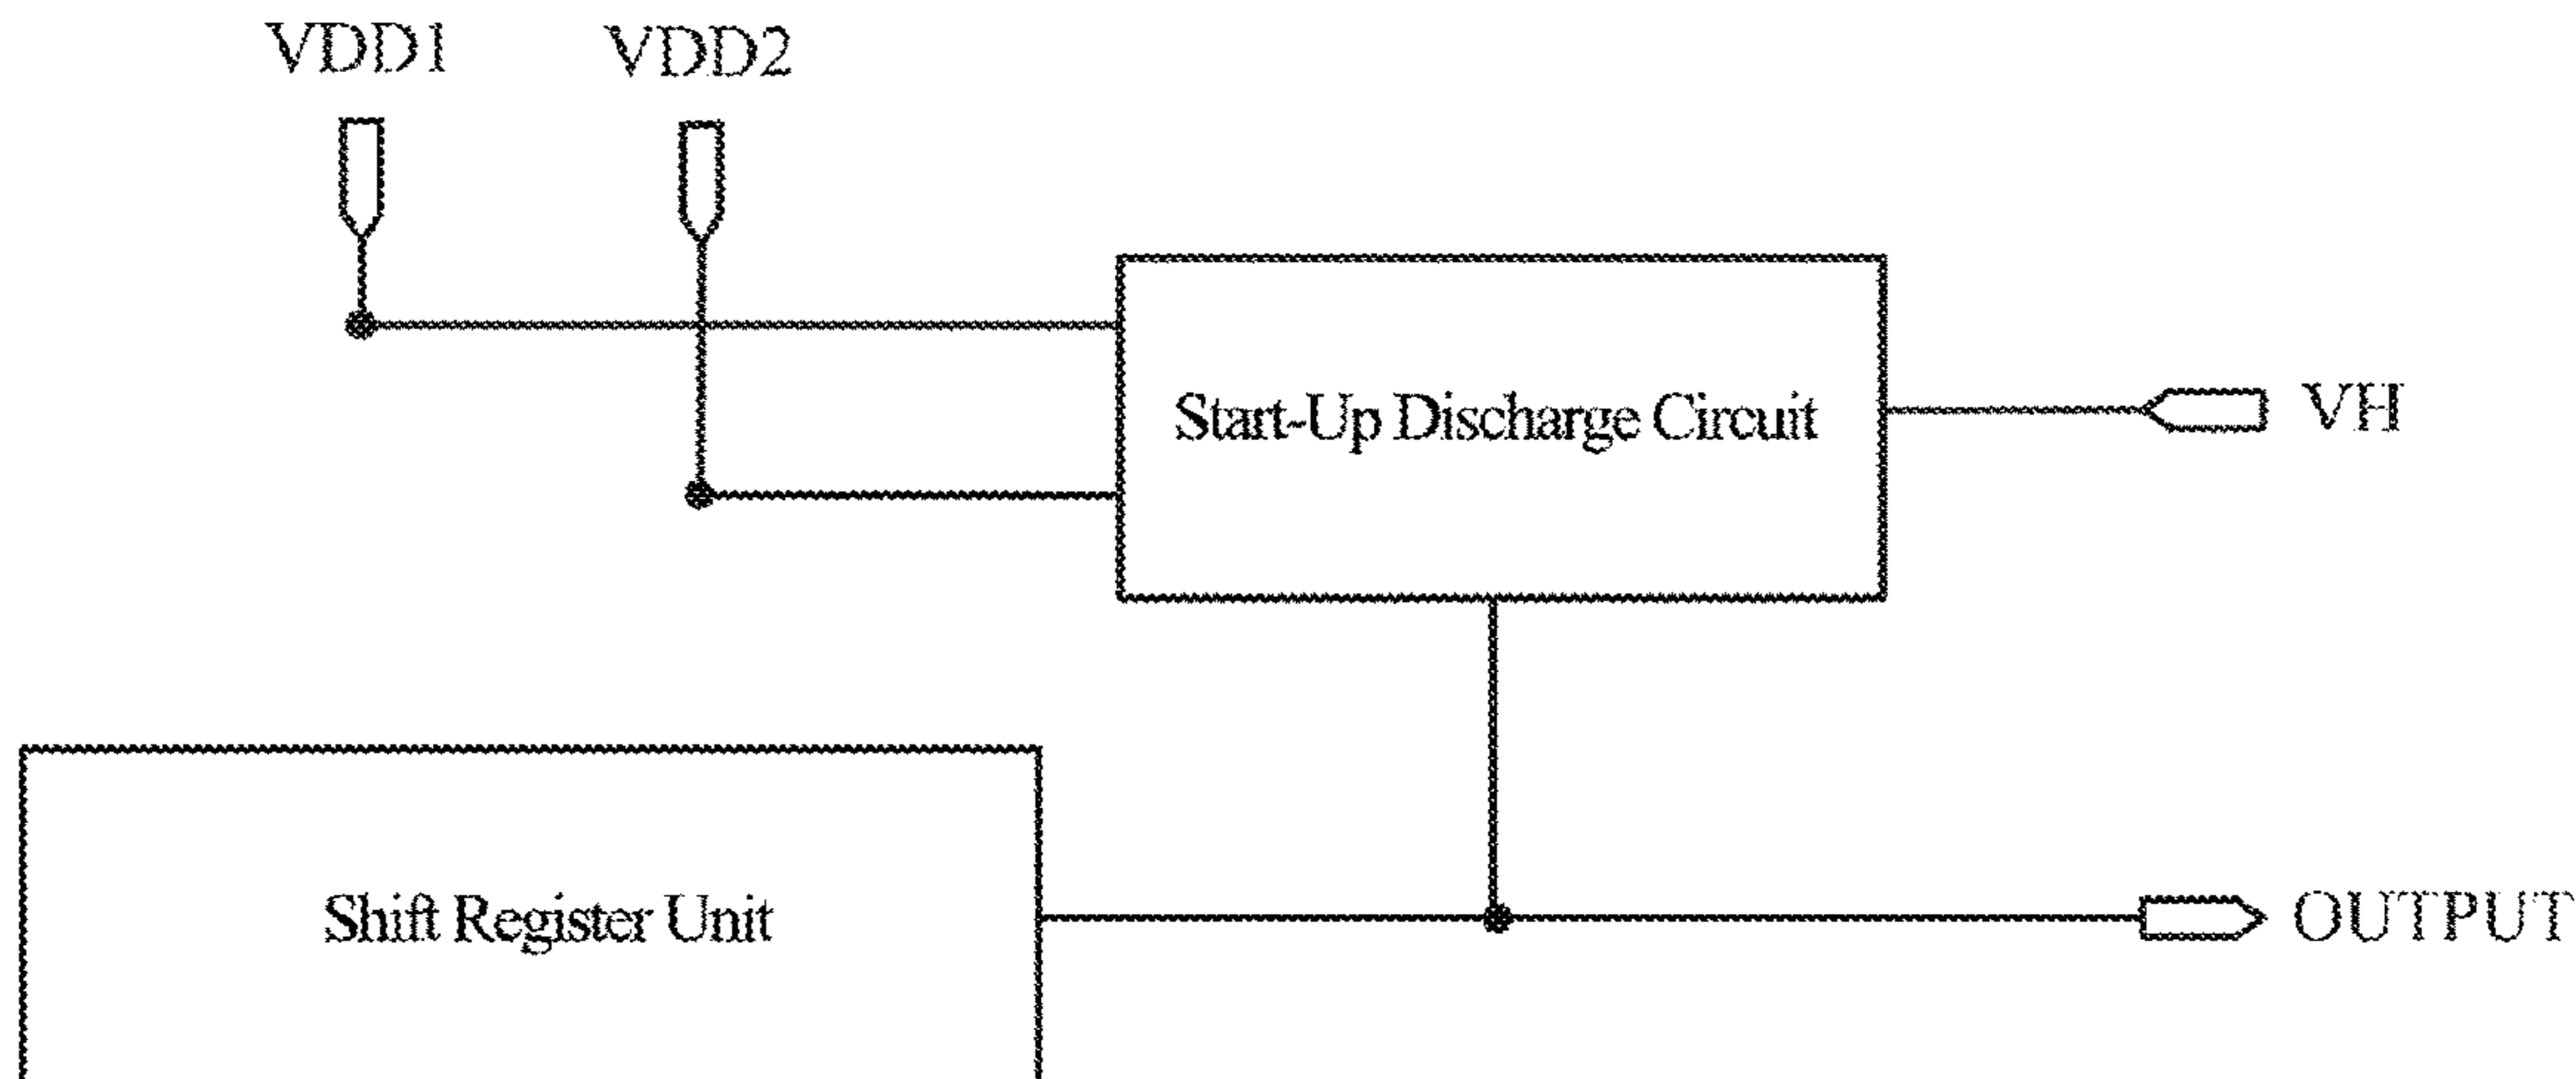 VDD1
VDD2
Start-Up Discharge Circuit
VH
Shift Register Unit
OUTPUT